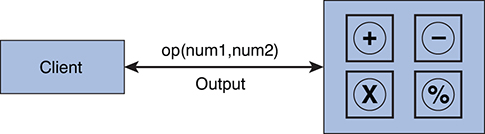 Client
op(num1,num2)
Output
+ −
X %